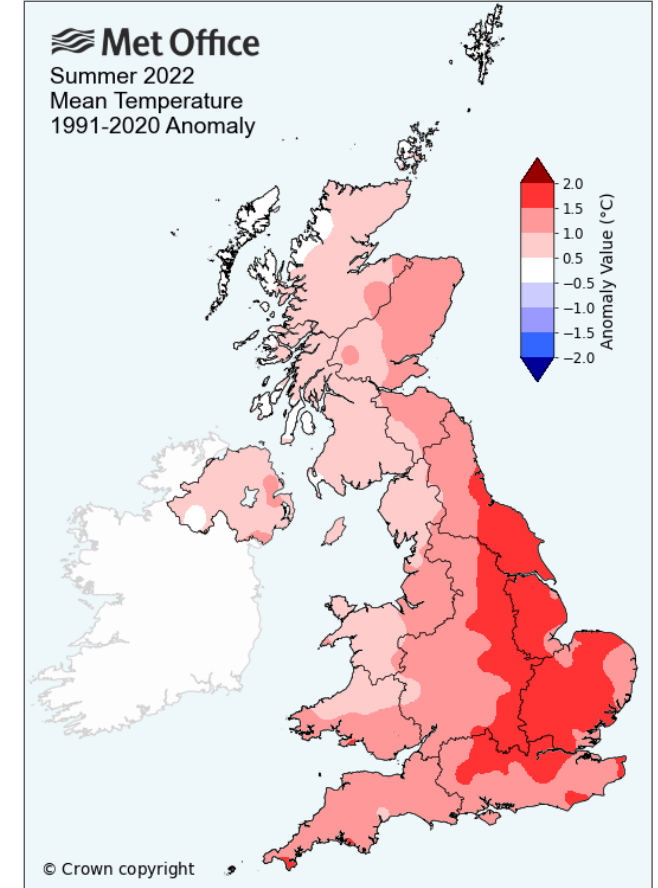 Met Office
Summer 2022
Mean Temperature
1991-2020 Anomaly
2.0
1.5
1.0
0.5
−0.5
−1.0
−1.5
−2.0
Anomaly Value (°C)
© Crown copyright